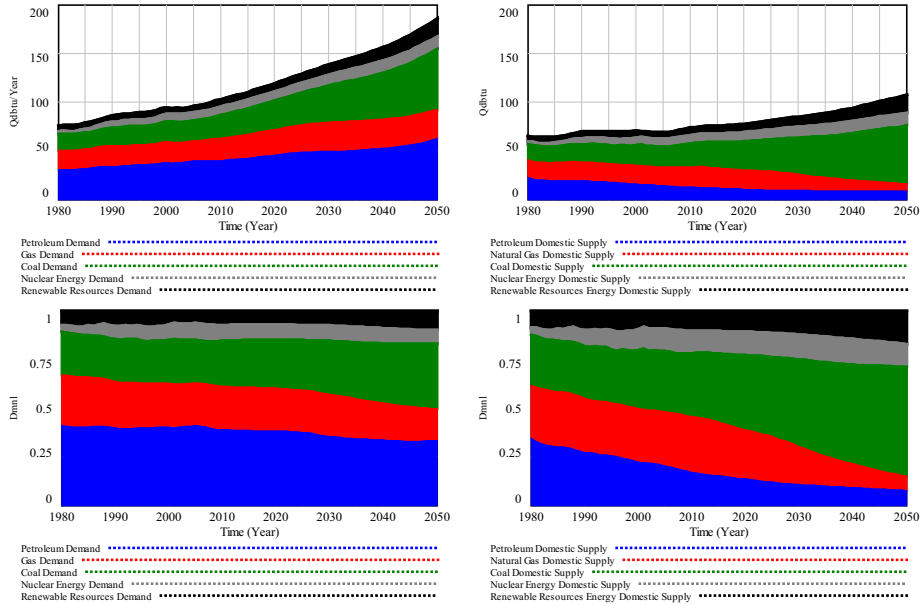 200
150
100
50
0
Qdbtu/Year
1980 1990 2000 2010 2020 2030 2040 2050
Time (Year)
Petroleum Demand
Gas Demand
Coal Demand
Nuclear Energy Demand
Renewable Resources Demand
200
150
100
50
0
Qdbtu
1980 1990 2000 2010 2020 2030 2040 2050
Time (Year)
Petroleum Domestic Supply
Natural Gas Domestic Supply
Coal Domestic Supply
Nuclear Energy Domestic Supply
Renewable Resources Energy Domestic Supply
1
0.75
0.5
0.25
0
Dmnl
1980 1990 2000 2010 2020 2030 2040 2050
Time (Year)
Petroleum Demand
Gas Demand
Coal Demand
Nuclear Energy Demand
Renewable Resources Demand
1
0.75
0.5
0.25
0
Dmnl
1980 1990 2000 2010 2020 2030 2040 2050
Time (Year)
Petroleum Domestic Supply
Natural Gas Domestic Supply
Coal Domestic Supply
Nuclear Energy Domestic Supply
Renewable Resources Energy Domestic Supply